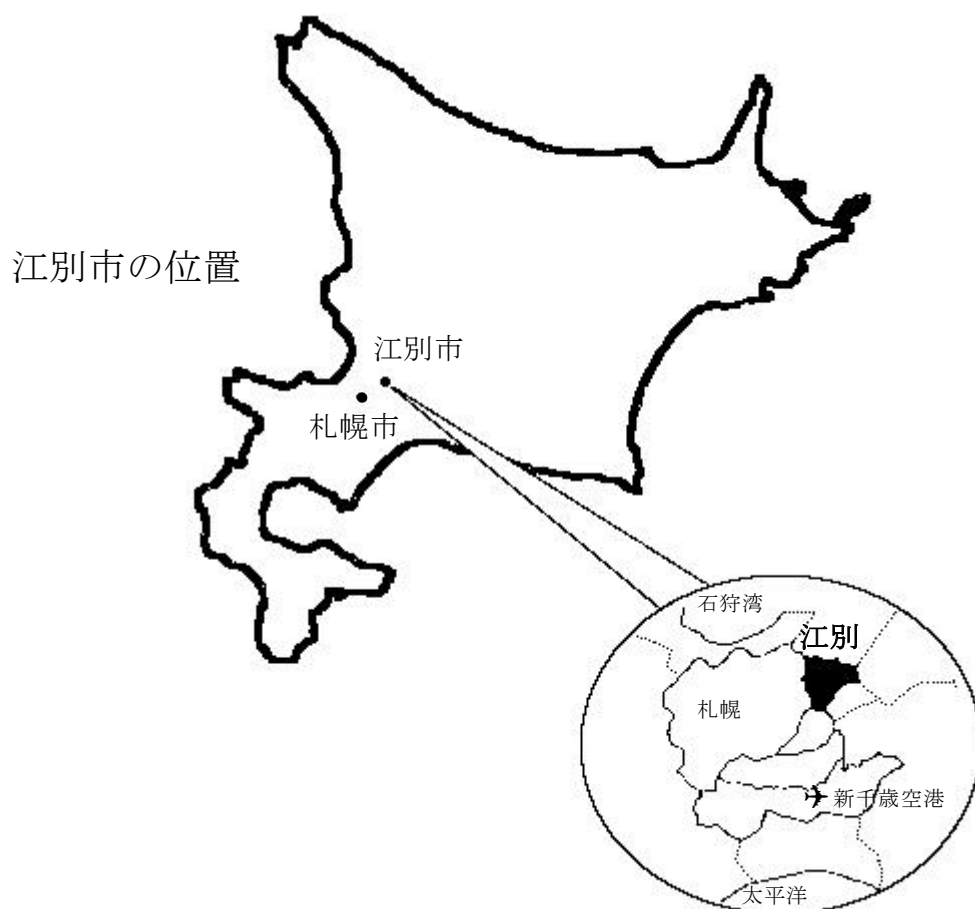 江別市の位置
江別市
札幌市
石狩湾
江別
札幌
新千歳空港
太平洋